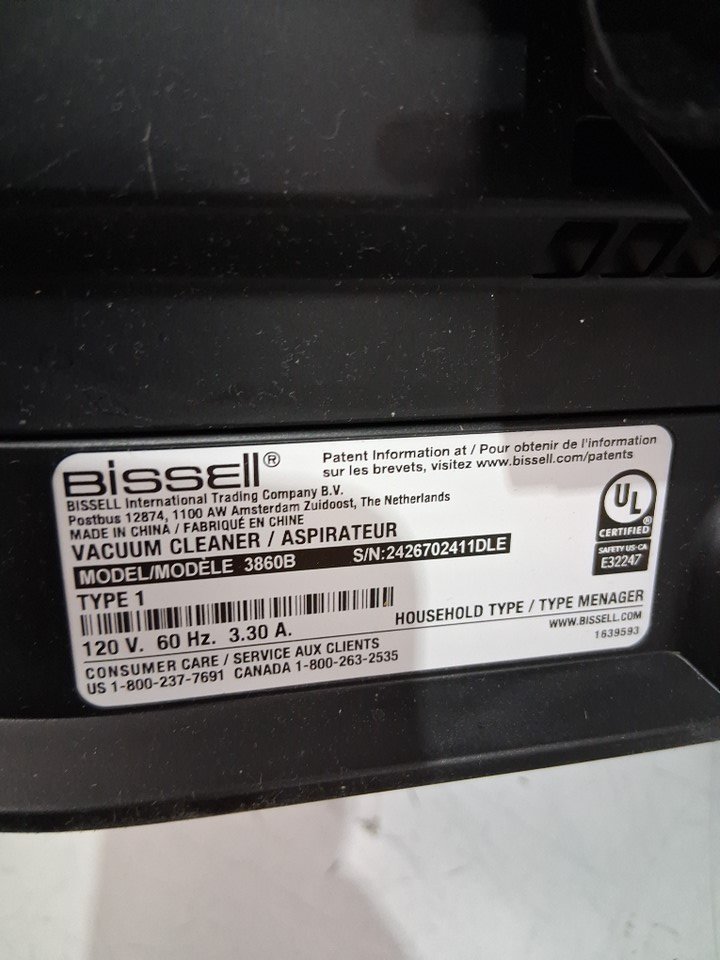 BISSELL®
Patent Information at / Pour obtenir de l'information
sur les brevets, visitez www.bissell.com/patents
BISSELL International Trading Company B.V.
Postbus 12874, 1100 AW Amsterdam Zuidoost, The Netherlands
MADE IN CHINA / FABRIQUÉ EN CHINE
VACUUM CLEANER / ASPIRATEUR
MODEL/MODÈLE 3860B S/N:2426702411DLE
TYPE 1
120 V. 60 Hz. 3.30 A.
CONSUMER CARE / SERVICE AUX CLIENTS
US 1-800-237-7691 CANADA 1-800-263-2535
UL
®
CERTIFIED
SAFETY US-CA
E32247
HOUSEHOLD TYPE / TYPE MENAGER
WWW.BISSELL.COM
1639593